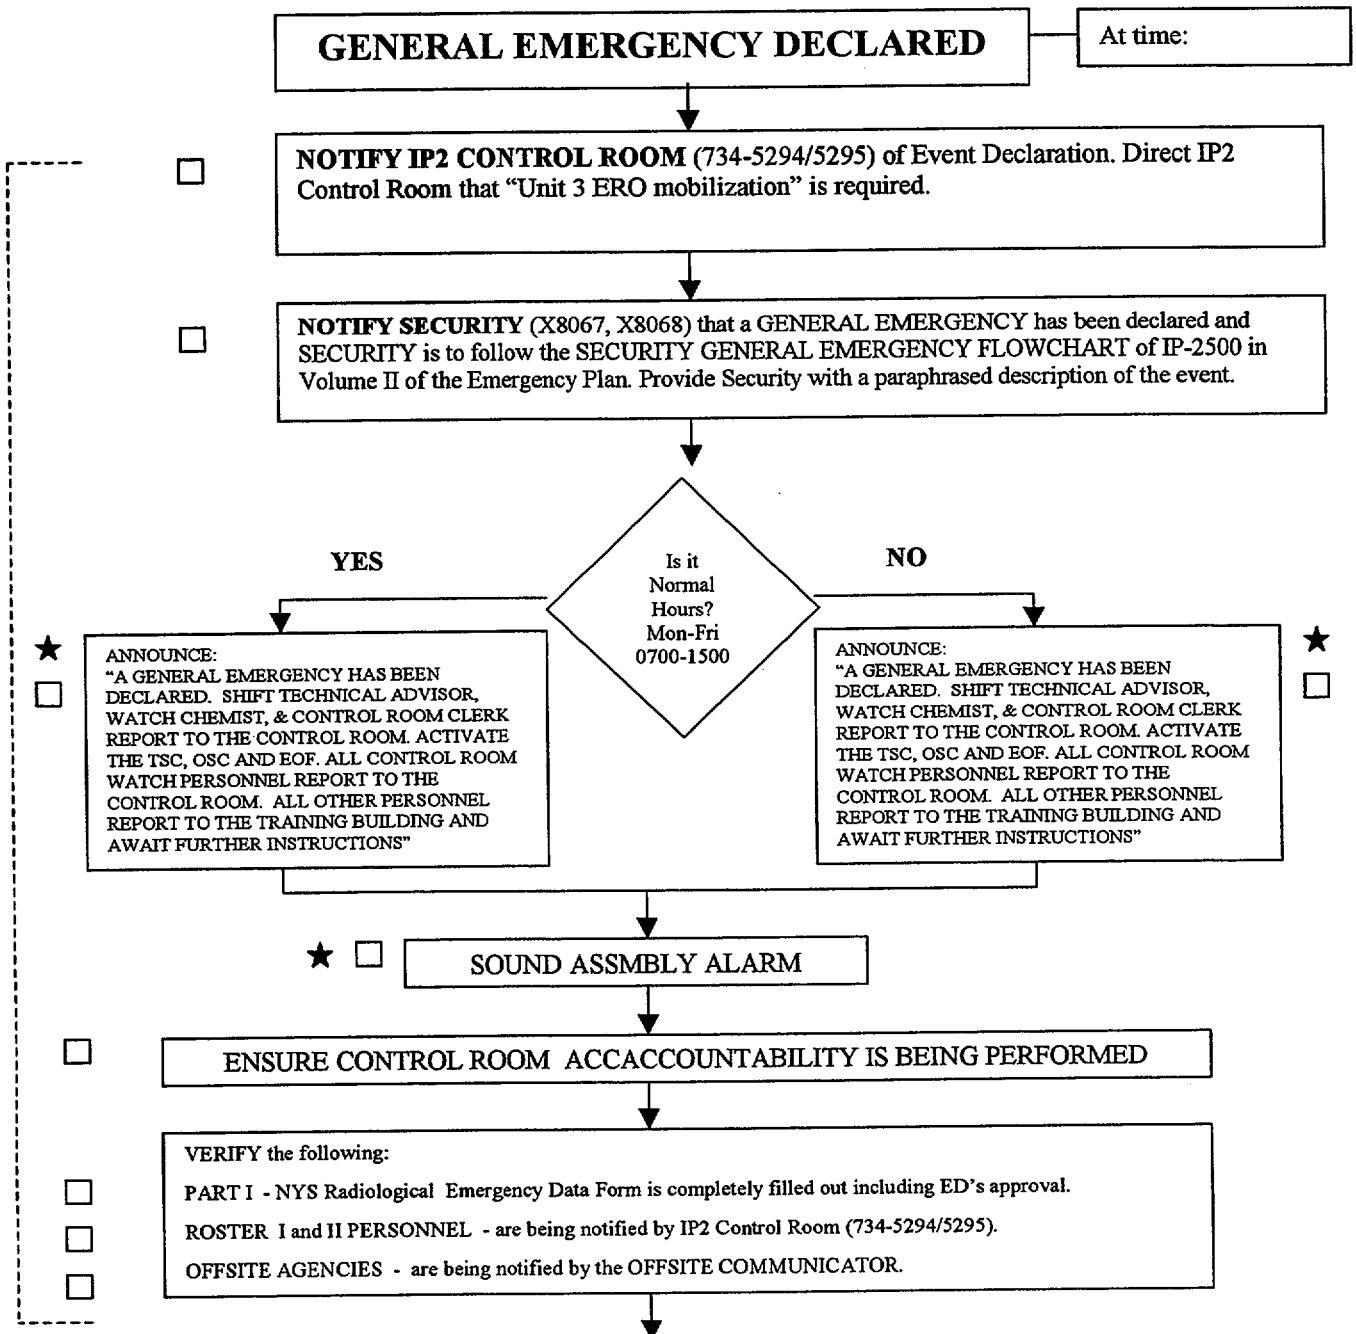 GENERAL EMERGENCY DECLARED
At time:
NOTIFY IP2 CONTROL ROOM (734-5294/5295) of Event Declaration. Direct IP2
Control Room that “Unit 3 ERO mobilization” is required.
NOTIFY SECURITY (X8067, X8068) that a GENERAL EMERGENCY has been declared and
SECURITY is to follow the SECURITY GENERAL EMERGENCY FLOWCHART of IP-2500 in
Volume II of the Emergency Plan. Provide Security with a paraphrased description of the event.
YES
Is it
Normal
Hours?
Mon-Fri
0700-1500
NO
ANNOUNCE:
“A GENERAL EMERGENCY HAS BEEN
DECLARED. SHIFT TECHNICAL ADVISOR,
WATCH CHEMIST, & CONTROL ROOM CLERK
REPORT TO THE CONTROL ROOM. ACTIVATE
THE TSC, OSC AND EOF. ALL CONTROL ROOM
WATCH PERSONNEL REPORT TO THE
CONTROL ROOM. ALL OTHER PERSONNEL
REPORT TO THE TRAINING BUILDING AND
AWAIT FURTHER INSTRUCTIONS”
ANNOUNCE:
“A GENERAL EMERGENCY HAS BEEN
DECLARED. SHIFT TECHNICAL ADVISOR,
WATCH CHEMIST, & CONTROL ROOM CLERK
REPORT TO THE CONTROL ROOM. ACTIVATE
THE TSC, OSC AND EOF. ALL CONTROL ROOM
WATCH PERSONNEL REPORT TO THE
CONTROL ROOM. ALL OTHER PERSONNEL
REPORT TO THE TRAINING BUILDING AND
AWAIT FURTHER INSTRUCTIONS”
SOUND ASSMBLY ALARM
ENSURE CONTROL ROOM ACCACCOUNTABILITY IS BEING PERFORMED
VERIFY the following:
PART I - NYS Radiological Emergency Data Form is completely filled out including ED’s approval.
ROSTER I and II PERSONNEL - are being notified by IP2 Control Room (734-5294/5295).
OFFSITE AGENCIES - are being notified by the OFFSITE COMMUNICATOR.